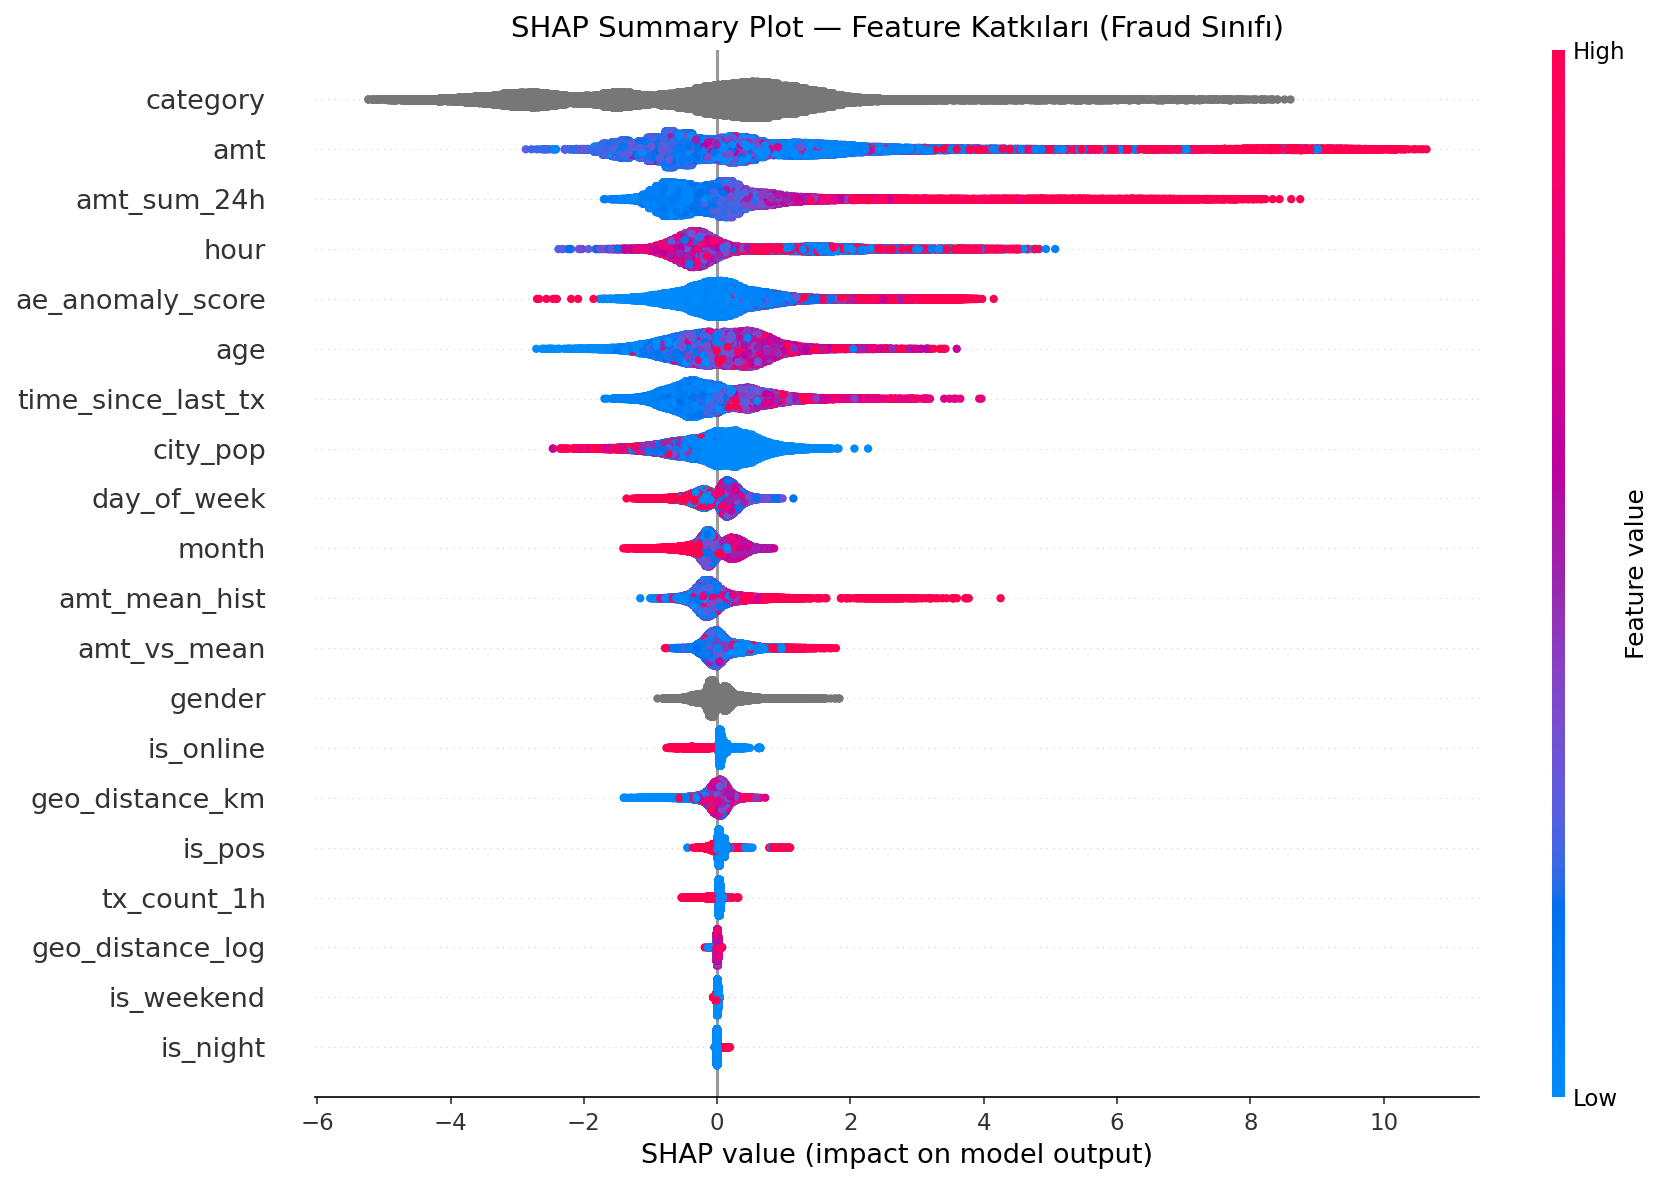 SHAP Summary Plot — Feature Katkıları (Fraud Sınıfı)
High
category
amt
amt_sum_24h
hour
ae_anomaly_score
age
time_since_last_tx
city_pop
day_of_week
month
amt_mean_hist
amt_vs_mean
gender
is_online
geo_distance_km
is_pos
tx_count_1h
geo_distance_log
is_weekend
is_night
Feature value
Low
−6 −4 −2 0 2 4 6 8 10
SHAP value (impact on model output)